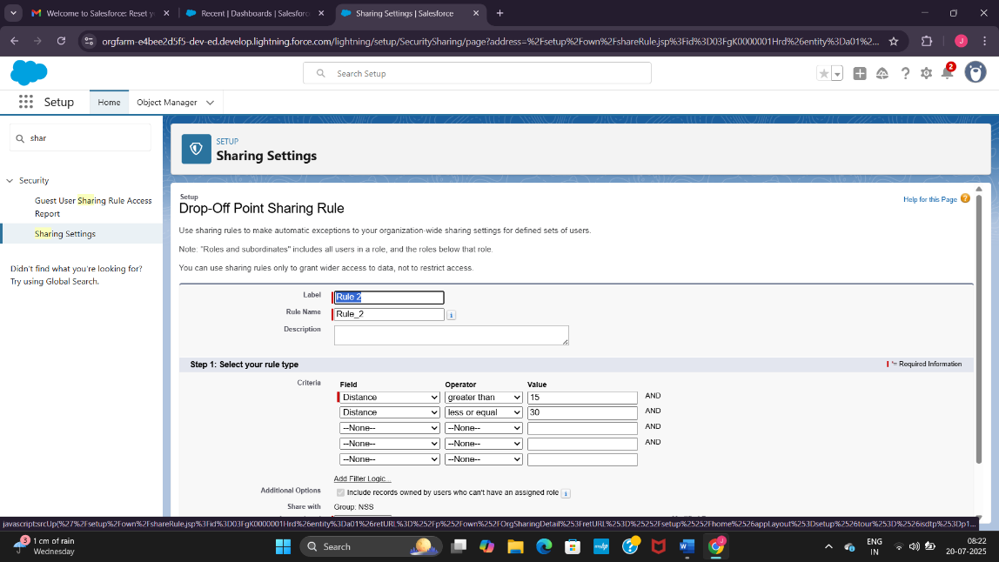 Welcome to Salesforce: Reset y
Recent | Dashboards | Salesforc
Sharing Settings | Salesforce
orgfarm-e4bee2d5f5-dev-ed.develop.lightning.force.com/lightning/setup/SecuritySharing/page?address=%2Fsetup%2Fown%2FshareRule.jsp%3Fid%3D03FgK0000001Hrd%26entity%3Da01%2...
J
Search Setup
2
Setup
Home
Object Manager
shar
Security
Guest User Sharing Rule Access
Report
Sharing Settings
Didn't find what you're looking for?
Try using Global Search.
SETUP
Sharing Settings
Setup
Drop-Off Point Sharing Rule
Help for this Page
Use sharing rules to make automatic exceptions to your organization-wide sharing settings for defined sets of users.
Note: "Roles and subordinates" includes all users in a role, and the roles below that role.
You can use sharing rules only to grant wider access to data, not to restrict access.
Label Rule 2
Rule Name Rule_2
Description
Step 1: Select your rule type
= Required Information
Criteria
Field Operator Value
Distance greater than 15 AND
Distance less or equal 30 AND
--None-- --None-- AND
--None-- --None-- AND
--None-- --None--
Add Filter Logic...
Additional Options Include records owned by users who can't have an assigned role
Share with Group: NSS
javascript:srcUp(%27%2Fsetup%2Fown%2FshareRule.jsp%3Fid%3D03FgK0000001Hrd%26entity%3Da01%26retURL%3D%252Fp%252Fown%252FOrgSharingDetail%253FretURL%253D%25252Fsetup%25252Fhome%2526appLayout%253Dsetup%2526tour%253D%2526isdtp%253Dp1...
3
1 cm of rain
Wednesday
Search
ENG
IN
08:22
20-07-2025